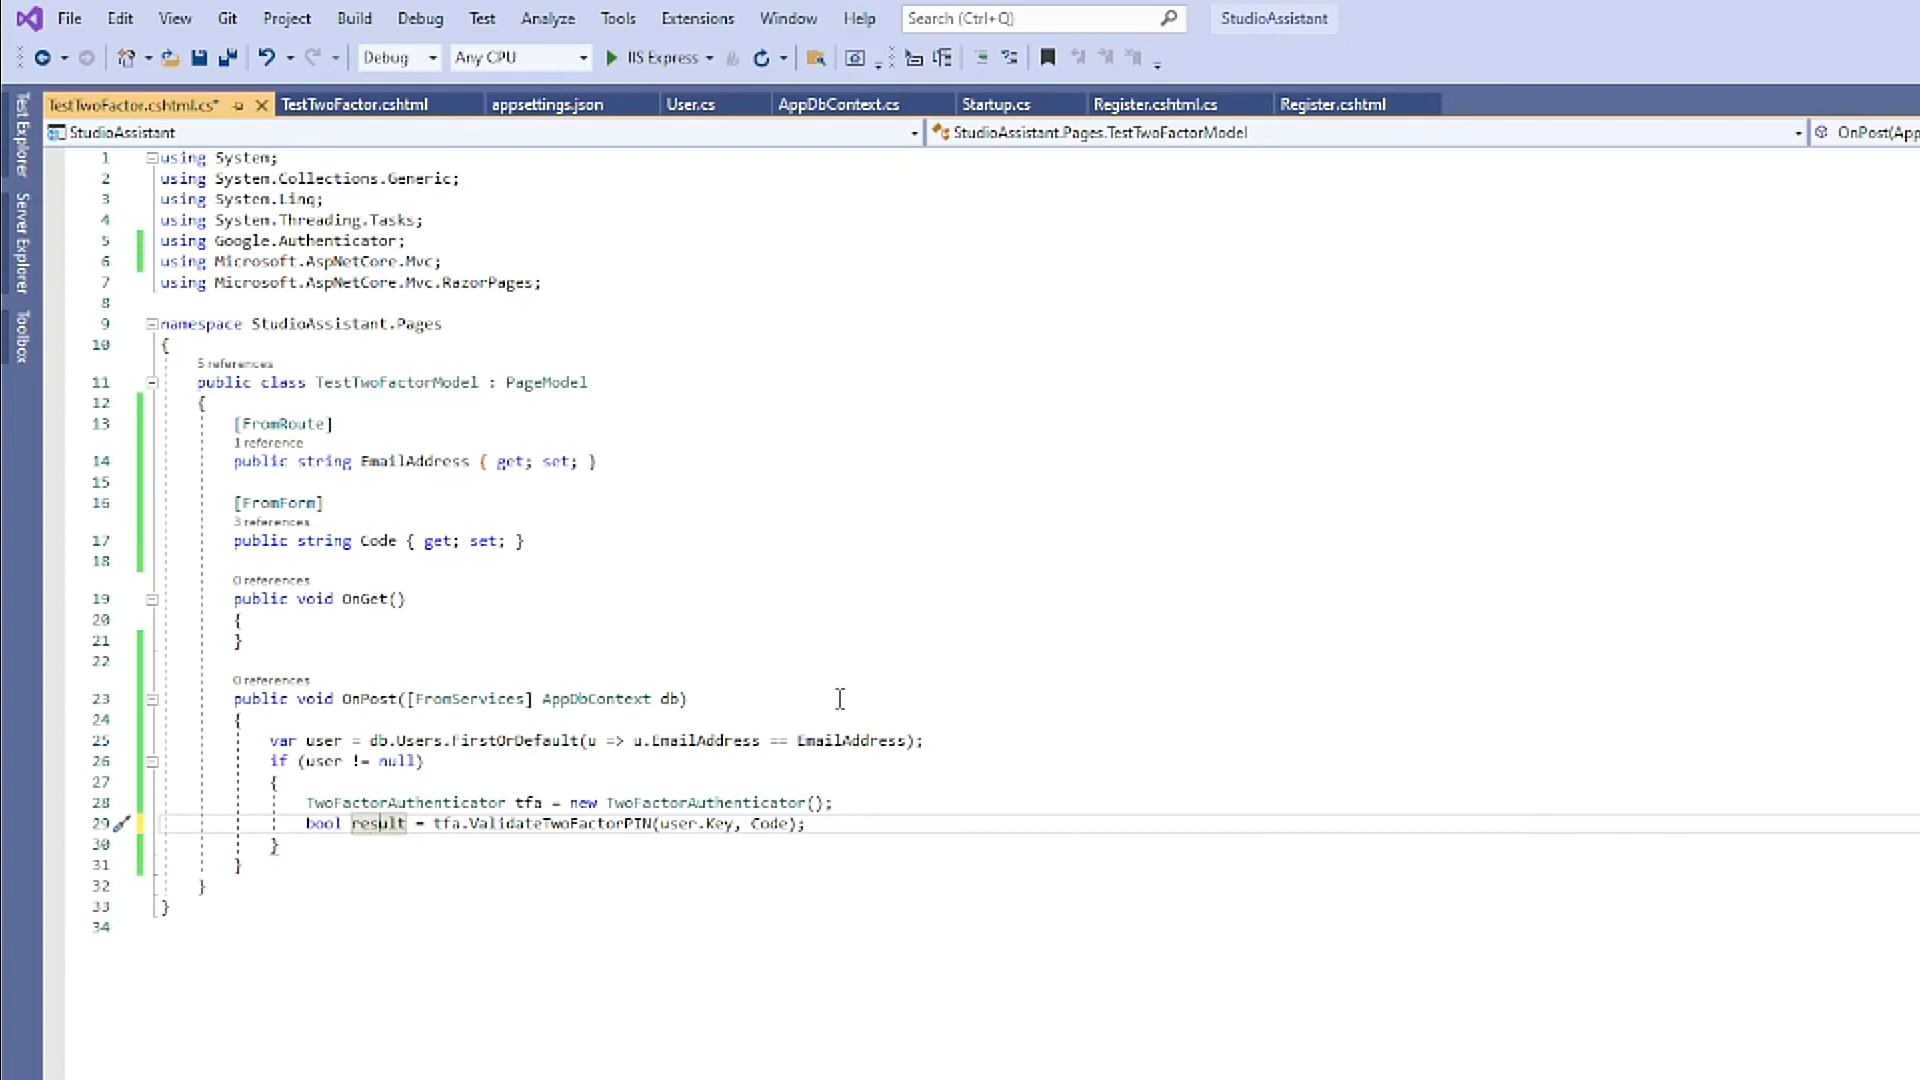 File Edit View Git Project Build Debug Test Analyze Tools Extensions Window Help Search (Ctrl+Q) StudioAssistant
Debug Any CPU IIS Express
TestTwoFactor.cshtml.cs* TestTwoFactor.cshtml appsettings.json User.cs AppDbContext.cs Startup.cs Register.cshtml.cs Register.cshtml
StudioAssistant StudioAssistant.Pages.TestTwoFactorModel OnPost(App
Test Explorer
Server Explorer
Toolbox
1 using System;
2 using System.Collections.Generic;
3 using System.Linq;
4 using System.Threading.Tasks;
5 using Google.Authenticator;
6 using Microsoft.AspNetCore.Mvc;
7 using Microsoft.AspNetCore.Mvc.RazorPages;
8
9 namespace StudioAssistant.Pages
10 {
5 references
11 public class TestTwoFactorModel : PageModel
12 {
13 [FromRoute]
1 reference
14 public string EmailAddress { get; set; }
15
16 [FromForm]
3 references
17 public string Code { get; set; }
18
0 references
19 public void OnGet()
20 {
21 }
22
0 references
23 public void OnPost([FromServices] AppDbContext db)
24 {
25 var user = db.Users.FirstOrDefault(u => u.EmailAddress == EmailAddress);
26 if (user != null)
27 {
28 TwoFactorAuthenticator tfa = new TwoFactorAuthenticator();
29 bool result = tfa.ValidateTwoFactorPIN(user.Key, Code);
30 }
31 }
32 }
33 }
34